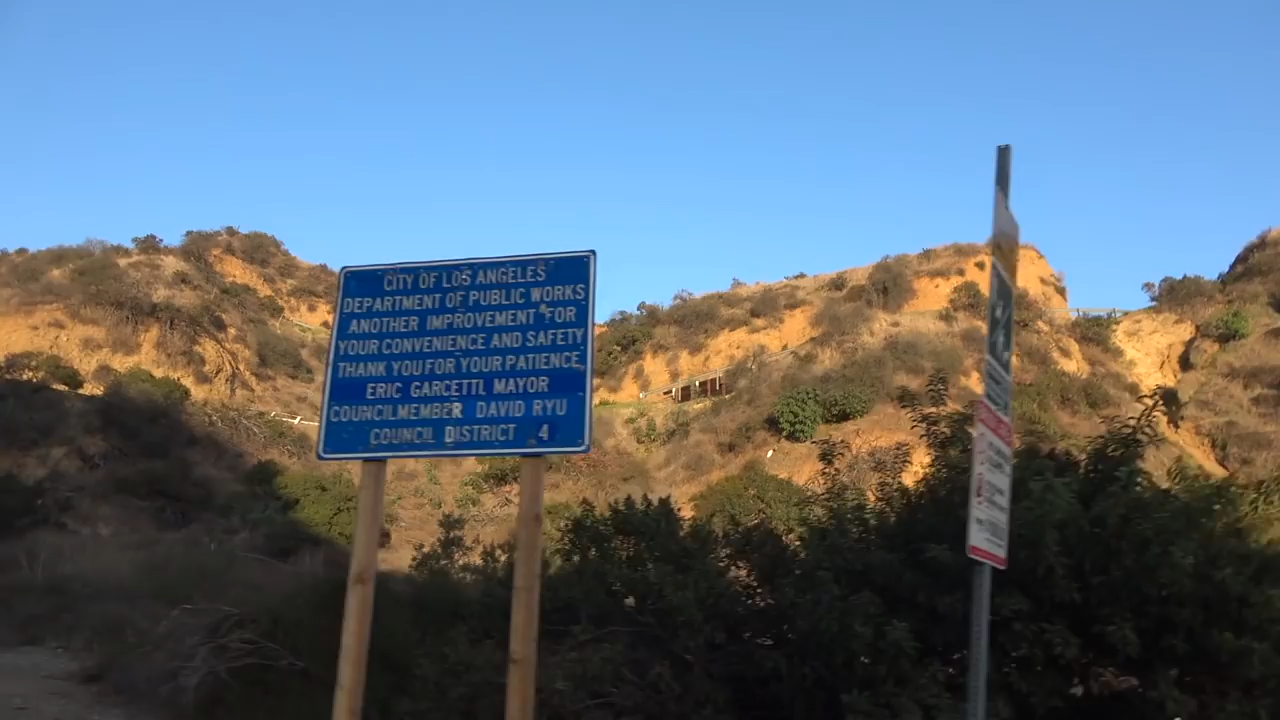 CITY OF LOS ANGELES
DEPARTMENT OF PUBLIC WORKS
ANOTHER IMPROVEMENT FOR
YOUR CONVENIENCE AND SAFETY
THANK YOU FOR YOUR PATIENCE
ERIC GARCETTI, MAYOR
COUNCILMEMBER DAVID RYU
COUNCIL DISTRICT 4